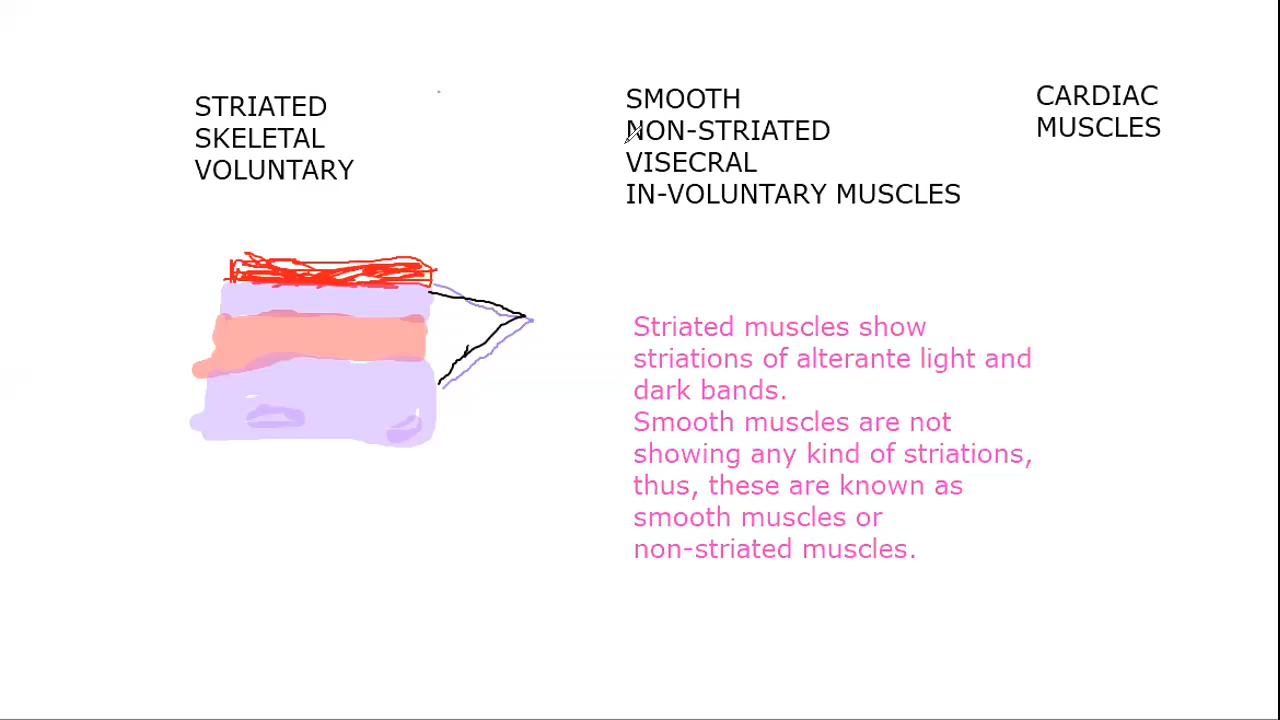 STRIATED
SKELETAL
VOLUNTARY
SMOOTH
NON-STRIATED
VISECRAL
IN-VOLUNTARY MUSCLES
CARDIAC
MUSCLES
Striated muscles show
striations of alterante light and
dark bands.
Smooth muscles are not
showing any kind of striations,
thus, these are known as
smooth muscles or
non-striated muscles.